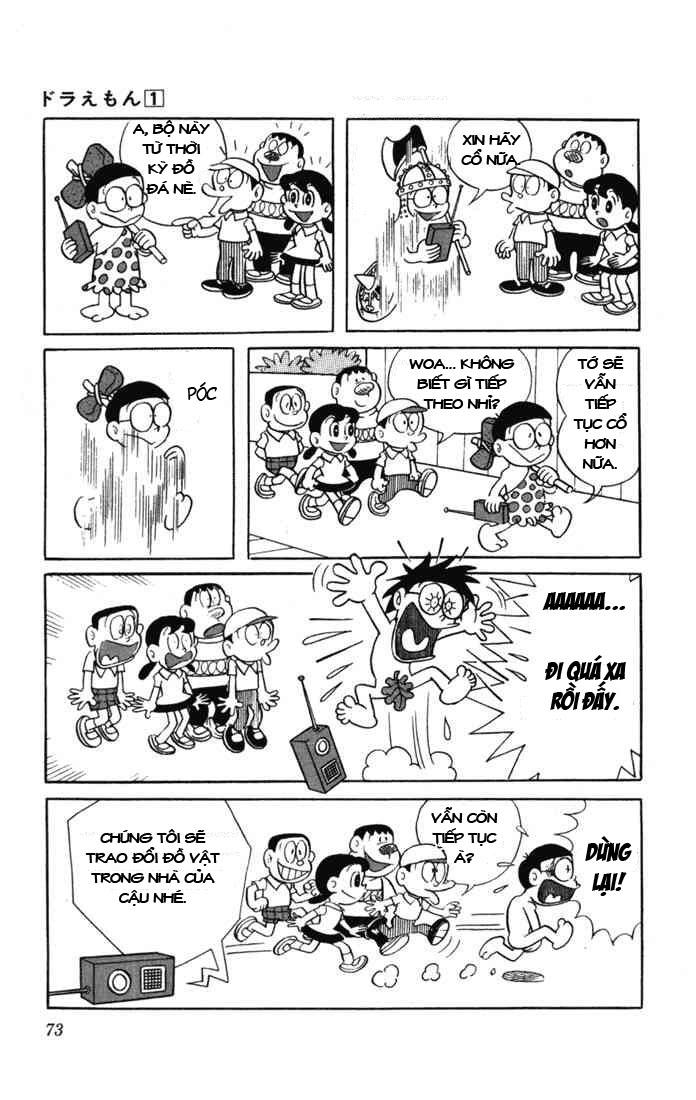 ドラえもん1
A, BỘ NÀY
TỪ THỜI
KỲ ĐỒ
ĐÁ NÈ.
XIN HÃY
CỔ NỮA.
PÓC
WOA... KHÔNG
BIẾT GÌ TIẾP
THEO NHỈ?
TỚ SẼ
VẪN
TIẾP
TỤC CỔ
HƠN
NỮA.
AAAAAA...
ĐI QUÁ XA
RỒI ĐẤY.
CHÚNG TÔI SẼ
TRAO ĐỔI ĐỒ VẬT
TRONG NHÀ CỦA
CẬU NHÉ.
VẪN CÒN
TIẾP TỤC
À?
DỪNG
LẠI!
73